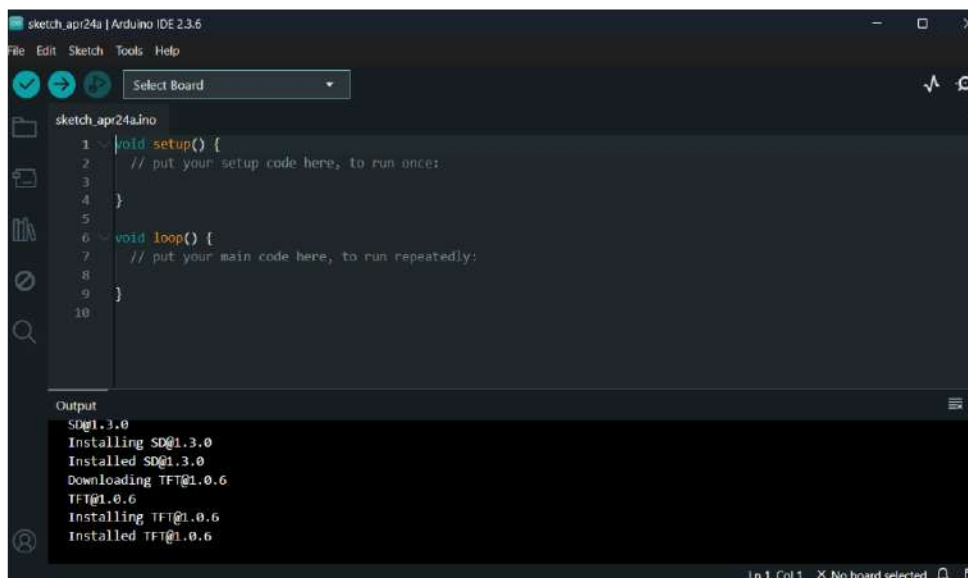 sketch_apr24a | Arduino IDE 2.3.6
File Edit Sketch Tools Help
Select Board
sketch_apr24a.ino
1 void setup() {
2 // put your setup code here, to run once:
3
4 }
5
6 void loop() {
7 // put your main code here, to run repeatedly:
8
9 }
10
Output
SD@1.3.0
Installing SD@1.3.0
Installed SD@1.3.0
Downloading TFT@1.0.6
TFT@1.0.6
Installing TFT@1.0.6
Installed TFT@1.0.6
Ln 1, Col 1 X No board selected